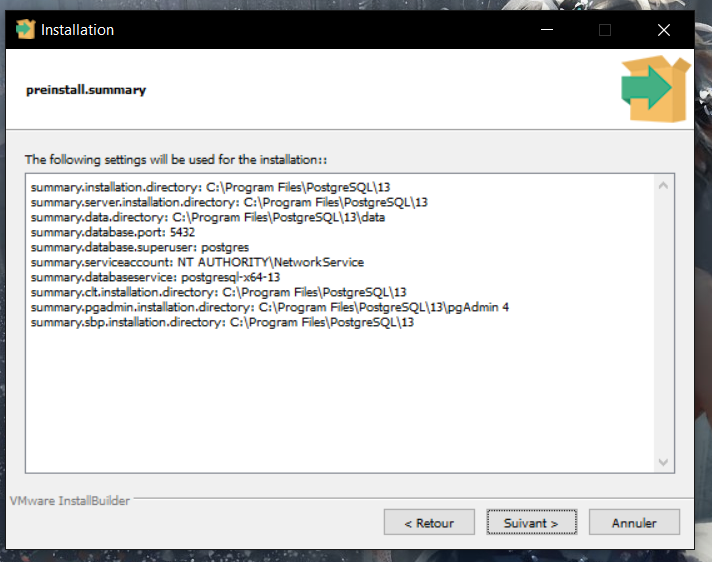 Installation
preinstall.summary
The following settings will be used for the installation::
summary.installation.directory: C:\Program Files\PostgreSQL\13
summary.server.installation.directory: C:\Program Files\PostgreSQL\13
summary.data.directory: C:\Program Files\PostgreSQL\13\data
summary.database.port: 5432
summary.database.superuser: postgres
summary.serviceaccount: NT AUTHORITY\NetworkService
summary.databaseservice: postgresql-x64-13
summary.clt.installation.directory: C:\Program Files\PostgreSQL\13
summary.pgadmin.installation.directory: C:\Program Files\PostgreSQL\13\pgAdmin 4
summary.sbp.installation.directory: C:\Program Files\PostgreSQL\13
VMware InstallBuilder
< Retour
Suivant >
Annuler